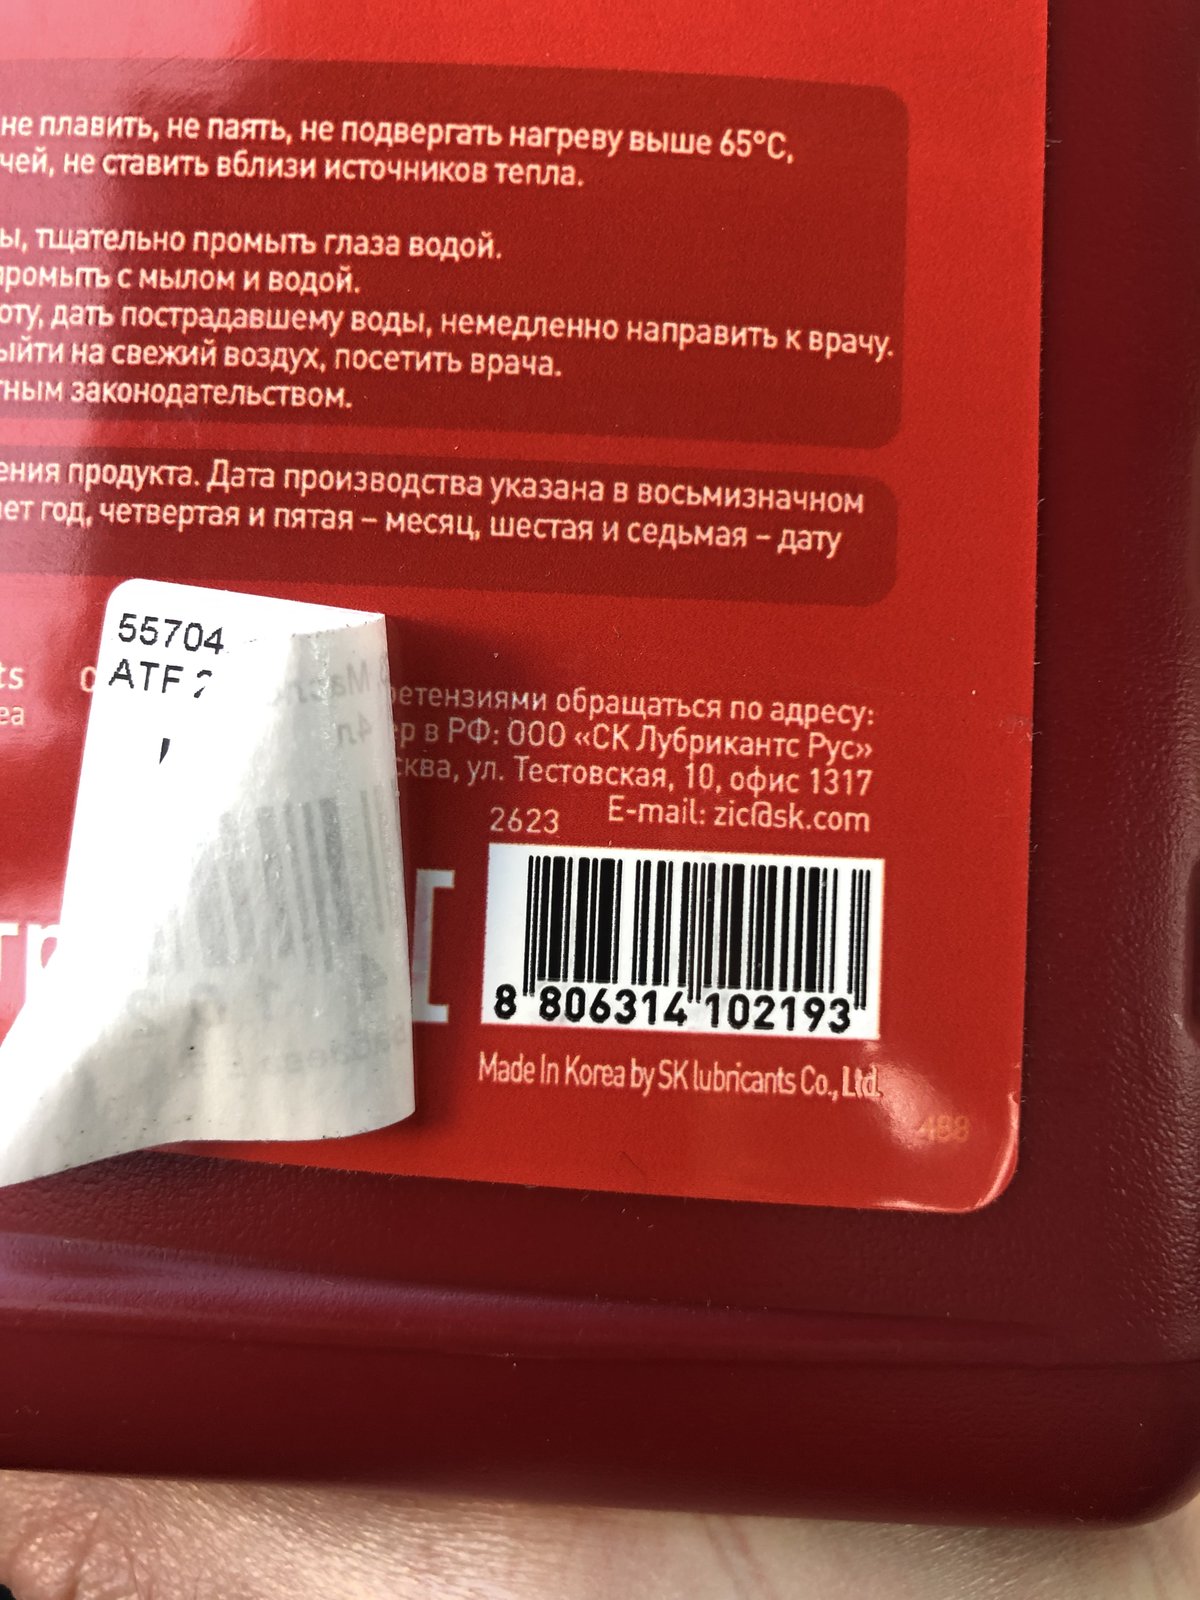 не плавить, не паять, не подвергать нагреву выше 65°C,
чей, не ставить вблизи источников тепла.
ы, тщательно промыть глаза водой.
промыть с мылом и водой.
оту, дать пострадавшему воды, немедленно направить к врачу.
ыйти на свежий воздух, посетить врача.
тным законодательством.
ения продукта. Дата производства указана в восьмизначном
ет год, четвертая и пятая – месяц, шестая и седьмая – дату
55704
ATF
ts
ea
ретензиями обращаться по адресу:
ер в РФ: ООО «СК Лубрикантс Рус»
сква, ул. Тестовская, 10, офис 1317
E-mail: zic@sk.com
2623
8 806314 102193
Made In Korea by SK lubricants Co., Ltd.